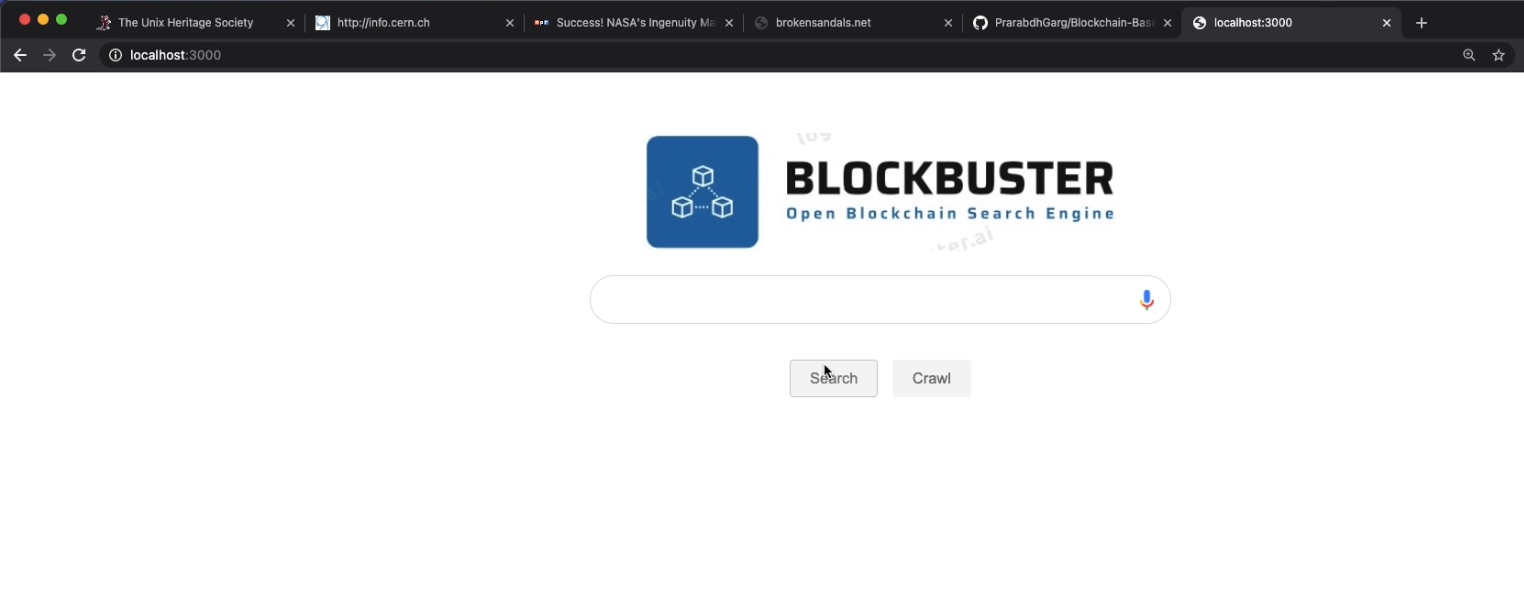 The Unix Heritage Society
http://info.cern.ch
Success! NASA's Ingenuity Ma
brokensandals.net
PrarabdhGarg/Blockchain-Base
localhost:3000
localhost:3000
BLOCKBUSTER
Open Blockchain Search Engine
Search
Crawl